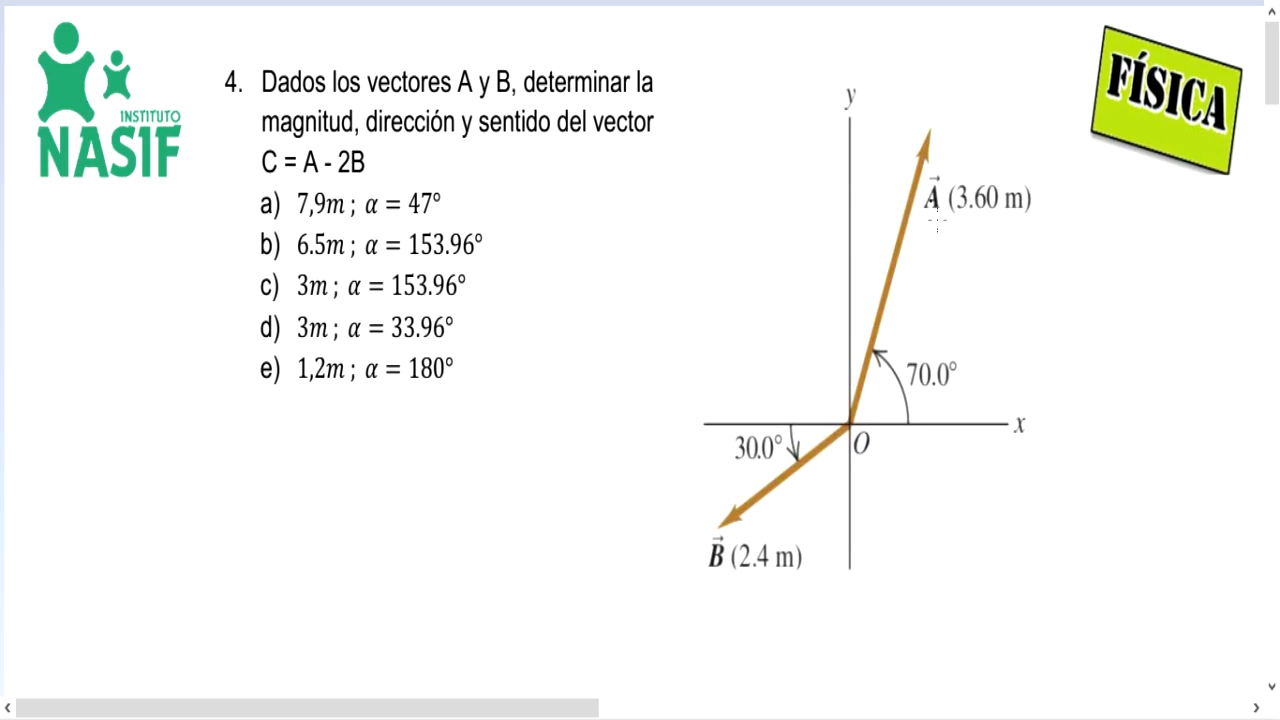 INSTITUTO
NASIF
FÍSICA
4. Dados los vectores A y B, determinar la
magnitud, dirección y sentido del vector
C = A - 2B
a) 7,9m ; α = 47°
b) 6.5m ; α = 153.96°
c) 3m ; α = 153.96°
d) 3m ; α = 33.96°
e) 1,2m ; α = 180°
y
A⃗ (3.60 m)
70.0°
x
30.0°
O
B⃗ (2.4 m)